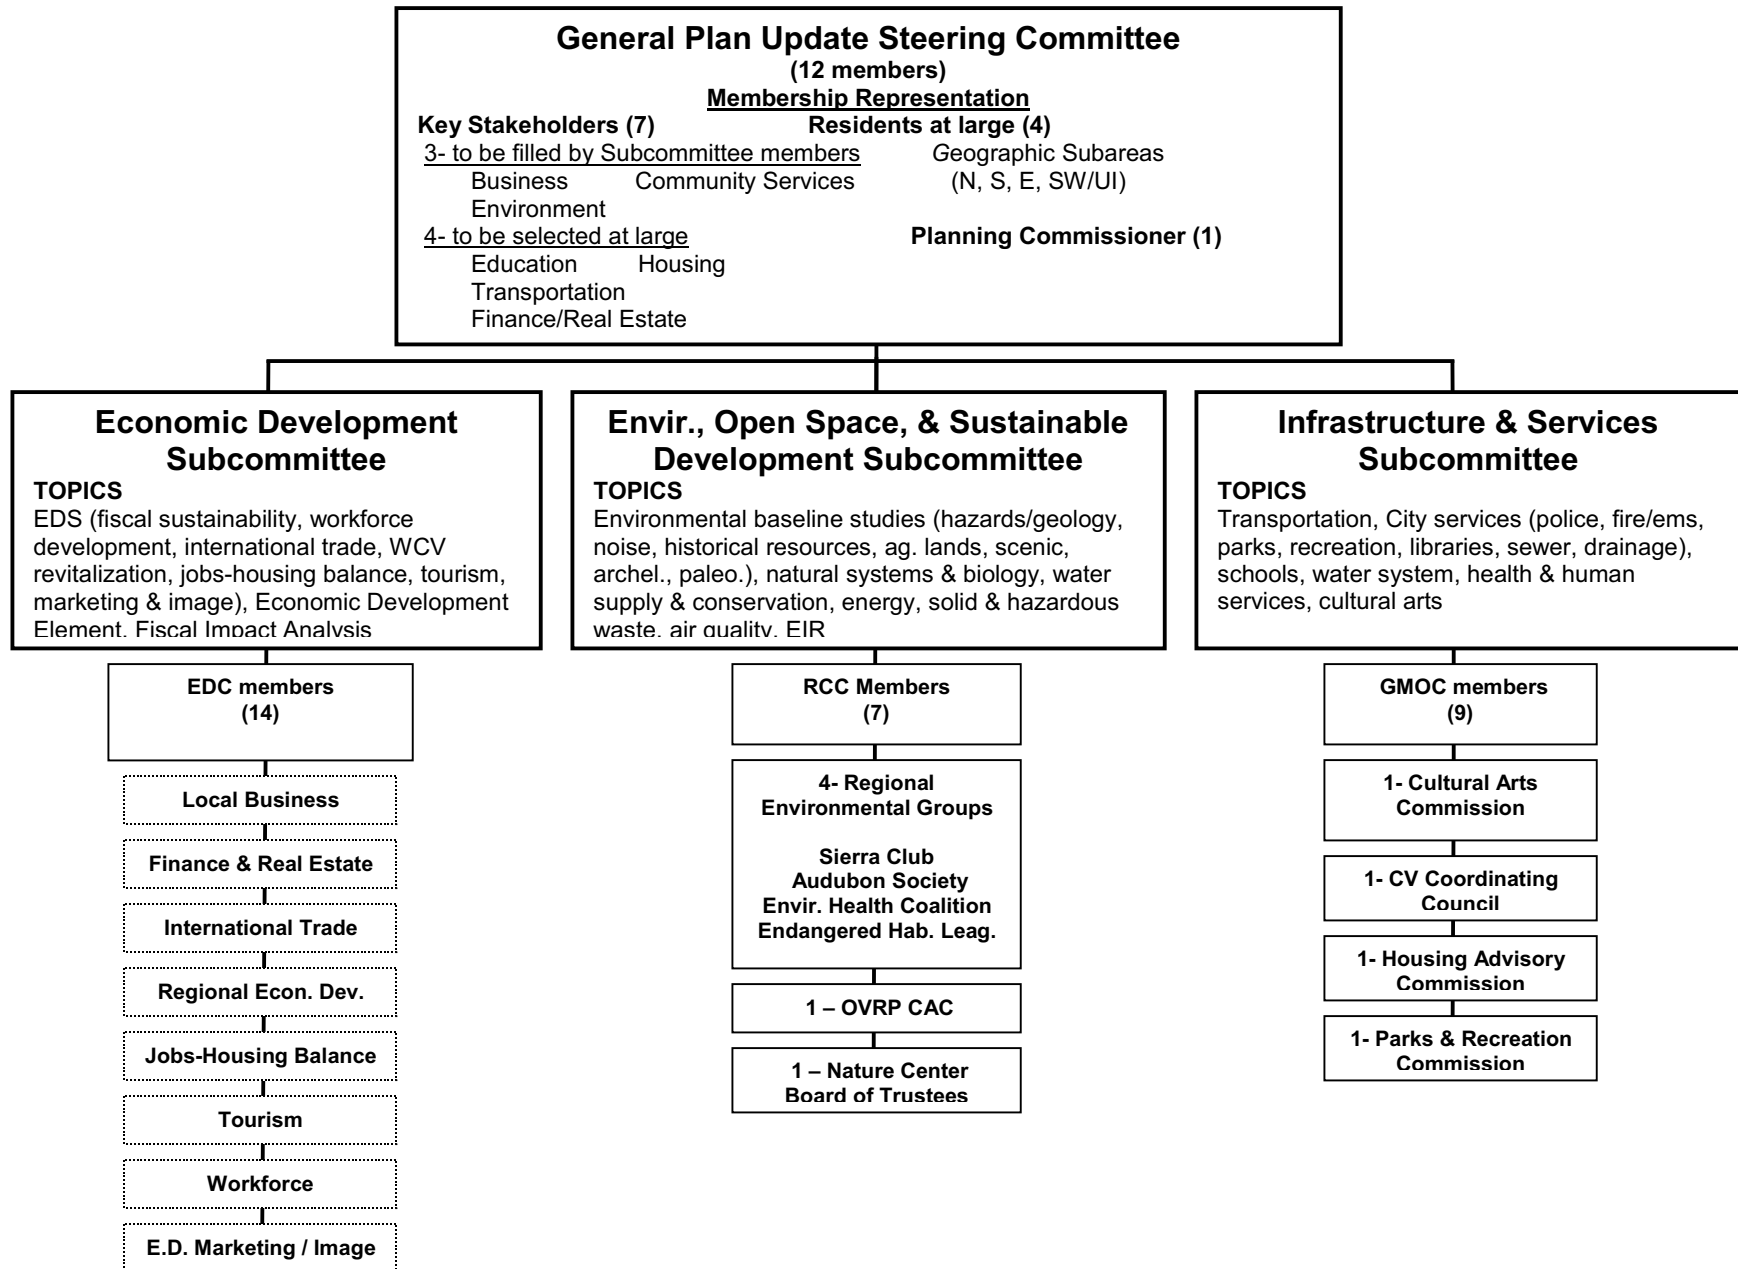 General Plan Update Steering Committee
(12 members)
Membership Representation
Key Stakeholders (7) Residents at large (4)
3- to be filled by Subcommittee members Geographic Subareas
Business Community Services (N, S, E, SW/UI)
Environment
4- to be selected at large Planning Commissioner (1)
Education Housing
Transportation
Finance/Real Estate
Economic Development
Subcommittee
TOPICS
EDS (fiscal sustainability, workforce
development, international trade, WCV
revitalization, jobs-housing balance, tourism,
marketing & image), Economic Development
Element, Fiscal Impact Analysis
Envir., Open Space, & Sustainable
Development Subcommittee
TOPICS
Environmental baseline studies (hazards/geology,
noise, historical resources, ag. lands, scenic,
archel., paleo.), natural systems & biology, water
supply & conservation, energy, solid & hazardous
waste, air quality, EIR
Infrastructure & Services
Subcommittee
TOPICS
Transportation, City services (police, fire/ems,
parks, recreation, libraries, sewer, drainage),
schools, water system, health & human
services, cultural arts
EDC members
(14)
Local Business
Finance & Real Estate
International Trade
Regional Econ. Dev.
Jobs-Housing Balance
Tourism
Workforce
E.D. Marketing / Image
RCC Members
(7)
4- Regional
Environmental Groups
Sierra Club
Audubon Society
Envir. Health Coalition
Endangered Hab. Leag.
1 – OVRP CAC
1 – Nature Center
Board of Trustees
GMOC members
(9)
1- Cultural Arts
Commission
1- CV Coordinating
Council
1- Housing Advisory
Commission
1- Parks & Recreation
Commission